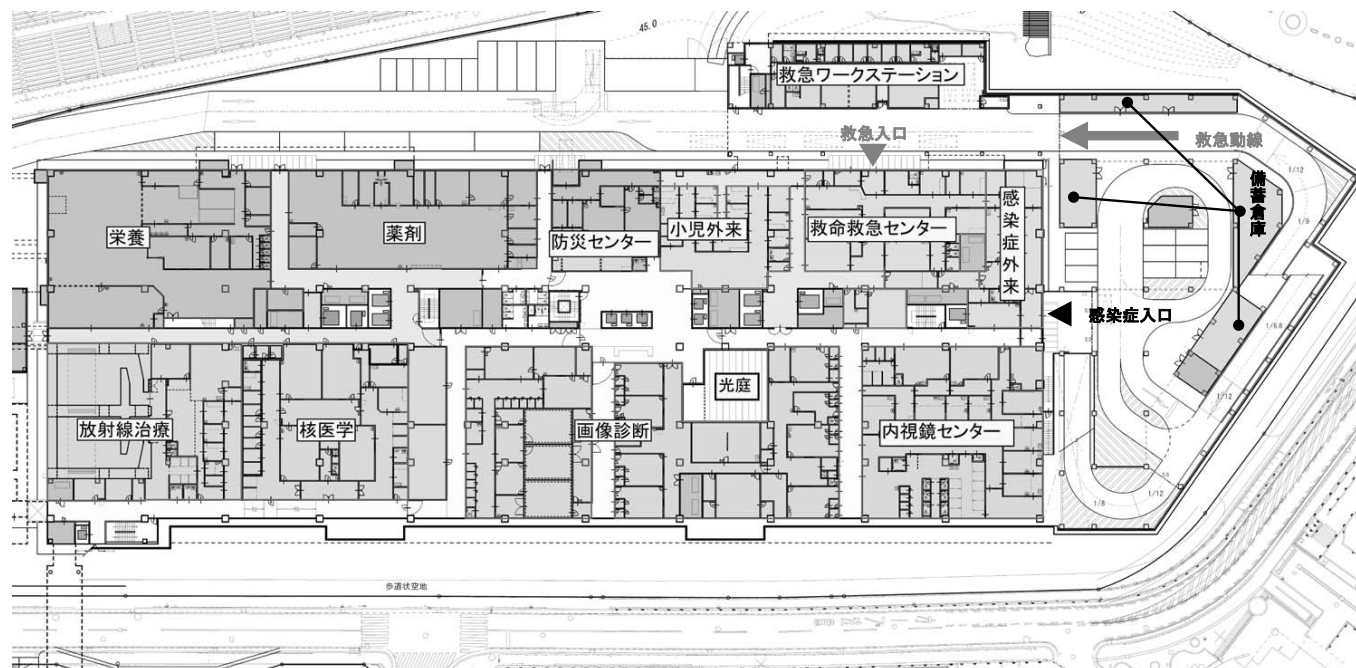 45.0
救急ワークステーション
救急入口
救急動線
備蓄倉庫
1/12
1/9
栄養
薬剤
防災センター
小児外来
救命救急センター
感染症外来
感染症入口
1/8.8
放射線治療
核医学
画像診断
光庭
内視鏡センター
1/12
1/8
1/12
歩道状空地